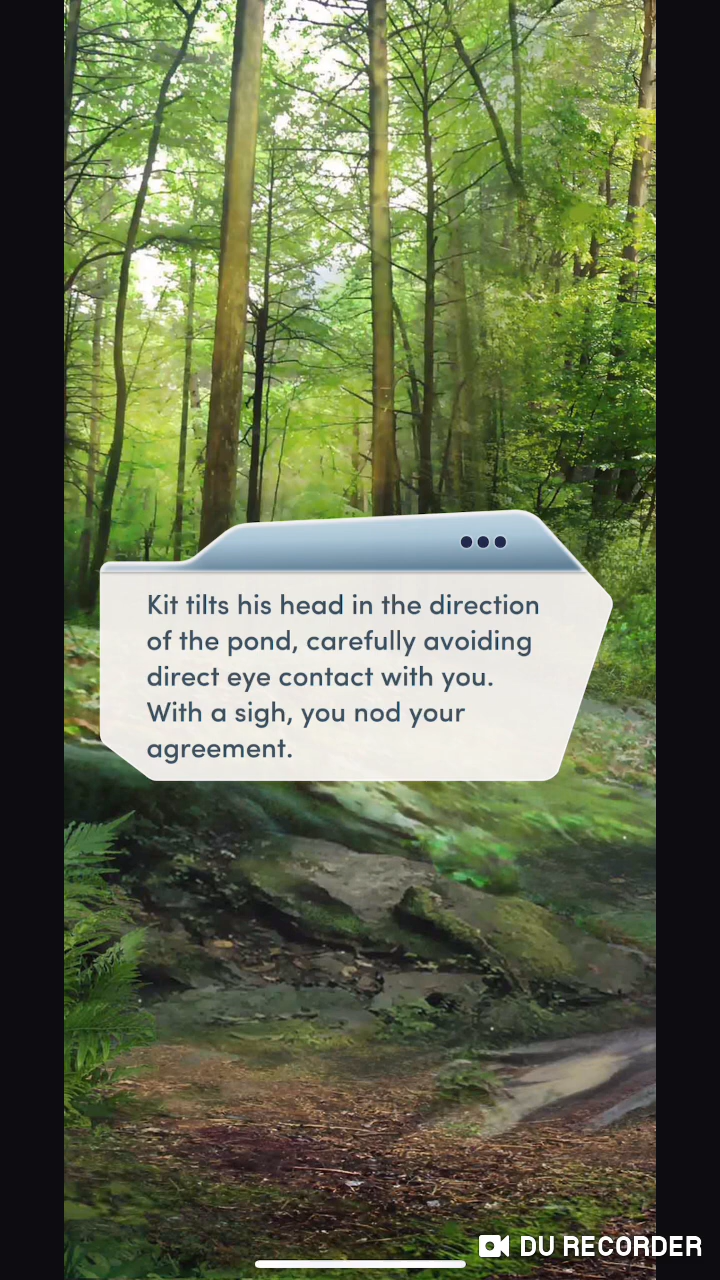 Kit tilts his head in the direction
of the pond, carefully avoiding
direct eye contact with you.
With a sigh, you nod your
agreement.
DU RECORDER